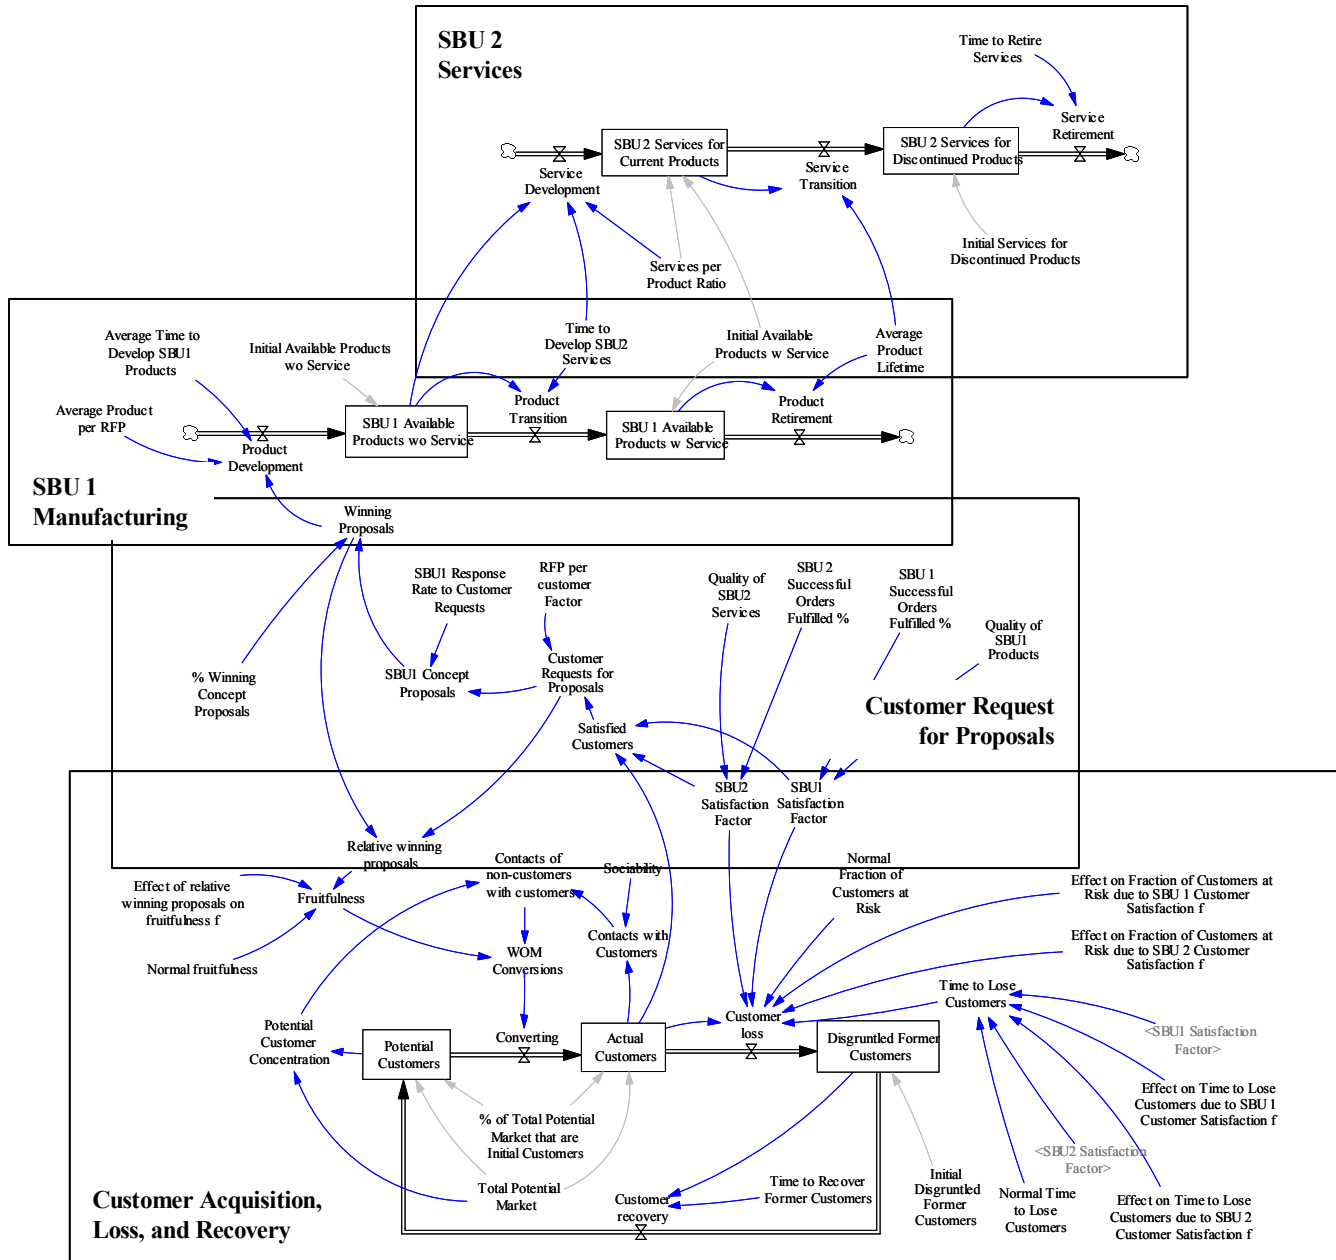 SBU 2
Services
Time to Retire
Services
Service
Retirement
SBU 2 Services for
Current Products
SBU 2 Services for
Discontinued Products
Service
Development
Service
Transition
Initial Services for
Discontinued Products
Services per
Product Ratio
Average Time to
Develop SBU1
Products
Initial Available Products
wo Service
Time to
Develop SBU2
Services
Initial Available
Products w Service
Average
Product
Lifetime
Average Product
per RFP
SBU 1 Available
Products wo Service
Product
Transition
SBU 1 Available
Products w Service
Product
Retirement
Product
Development
SBU 1
Manufacturing
Winning
Proposals
SBU1 Response
Rate to Customer
Requests
RFP per
customer
Factor
Quality of
SBU2
Services
SBU 2
Successful
Orders
Fulfilled %
SBU 1
Successful
Orders
Fulfilled %
Quality of
SBU1
Products
% Winning
Concept
Proposals
SBU1 Concept
Proposals
Customer
Requests for
Proposals
Customer Request
for Proposals
Satisfied
Customers
SBU2
Satisfaction
Factor
SBU1
Satisfaction
Factor
Relative winning
proposals
Contacts of
non-customers
with customers
Sociability
Normal
Fraction of
Customers at
Risk
Effect on Fraction of Customers at
Risk due to SBU 1 Customer
Satisfaction f
Effect of relative
winning proposals on
fruitfulness f
Fruitfulness
Normal fruitfulness
WOM
Conversions
Contacts with
Customers
Effect on Fraction of Customers at
Risk due to SBU 2 Customer
Satisfaction f
Time to Lose
Customers
Potential
Customer
Concentration
Potential
Customers
Converting
Actual
Customers
Customer
loss
Disgruntled Former
Customers
<SBU1 Satisfaction
Factor>
Effect on Time to Lose
Customers due to SBU 1
Customer Satisfaction f
% of Total Potential
Market that are
Initial Customers
<SBU2 Satisfaction
Factor>
Total Potential
Market
Customer
recovery
Time to Recover
Former Customers
Initial
Disgruntled
Former
Customers
Normal Time
to Lose
Customers
Effect on Time to Lose
Customers due to SBU 2
Customer Satisfaction f
Customer Acquisition,
Loss, and Recovery